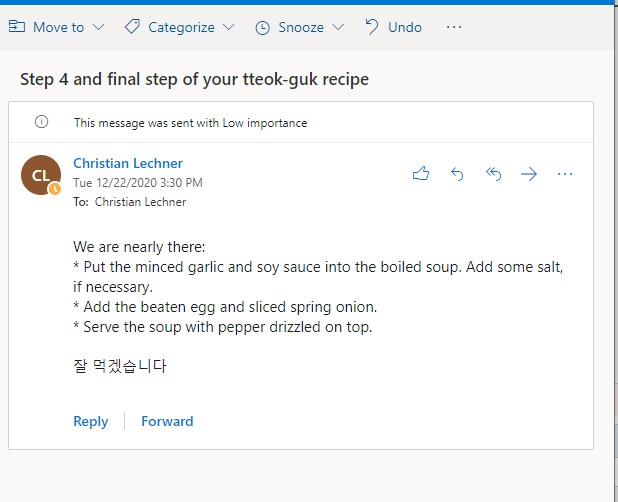 Move to Categorize Snooze Undo ...
Step 4 and final step of your tteok-guk recipe
This message was sent with Low importance
CL
Christian Lechner
Tue 12/22/2020 3:30 PM
To: Christian Lechner
We are nearly there:
* Put the minced garlic and soy sauce into the boiled soup. Add some salt,
if necessary.
* Add the beaten egg and sliced spring onion.
* Serve the soup with pepper drizzled on top.
잘 먹겠습니다
Reply Forward